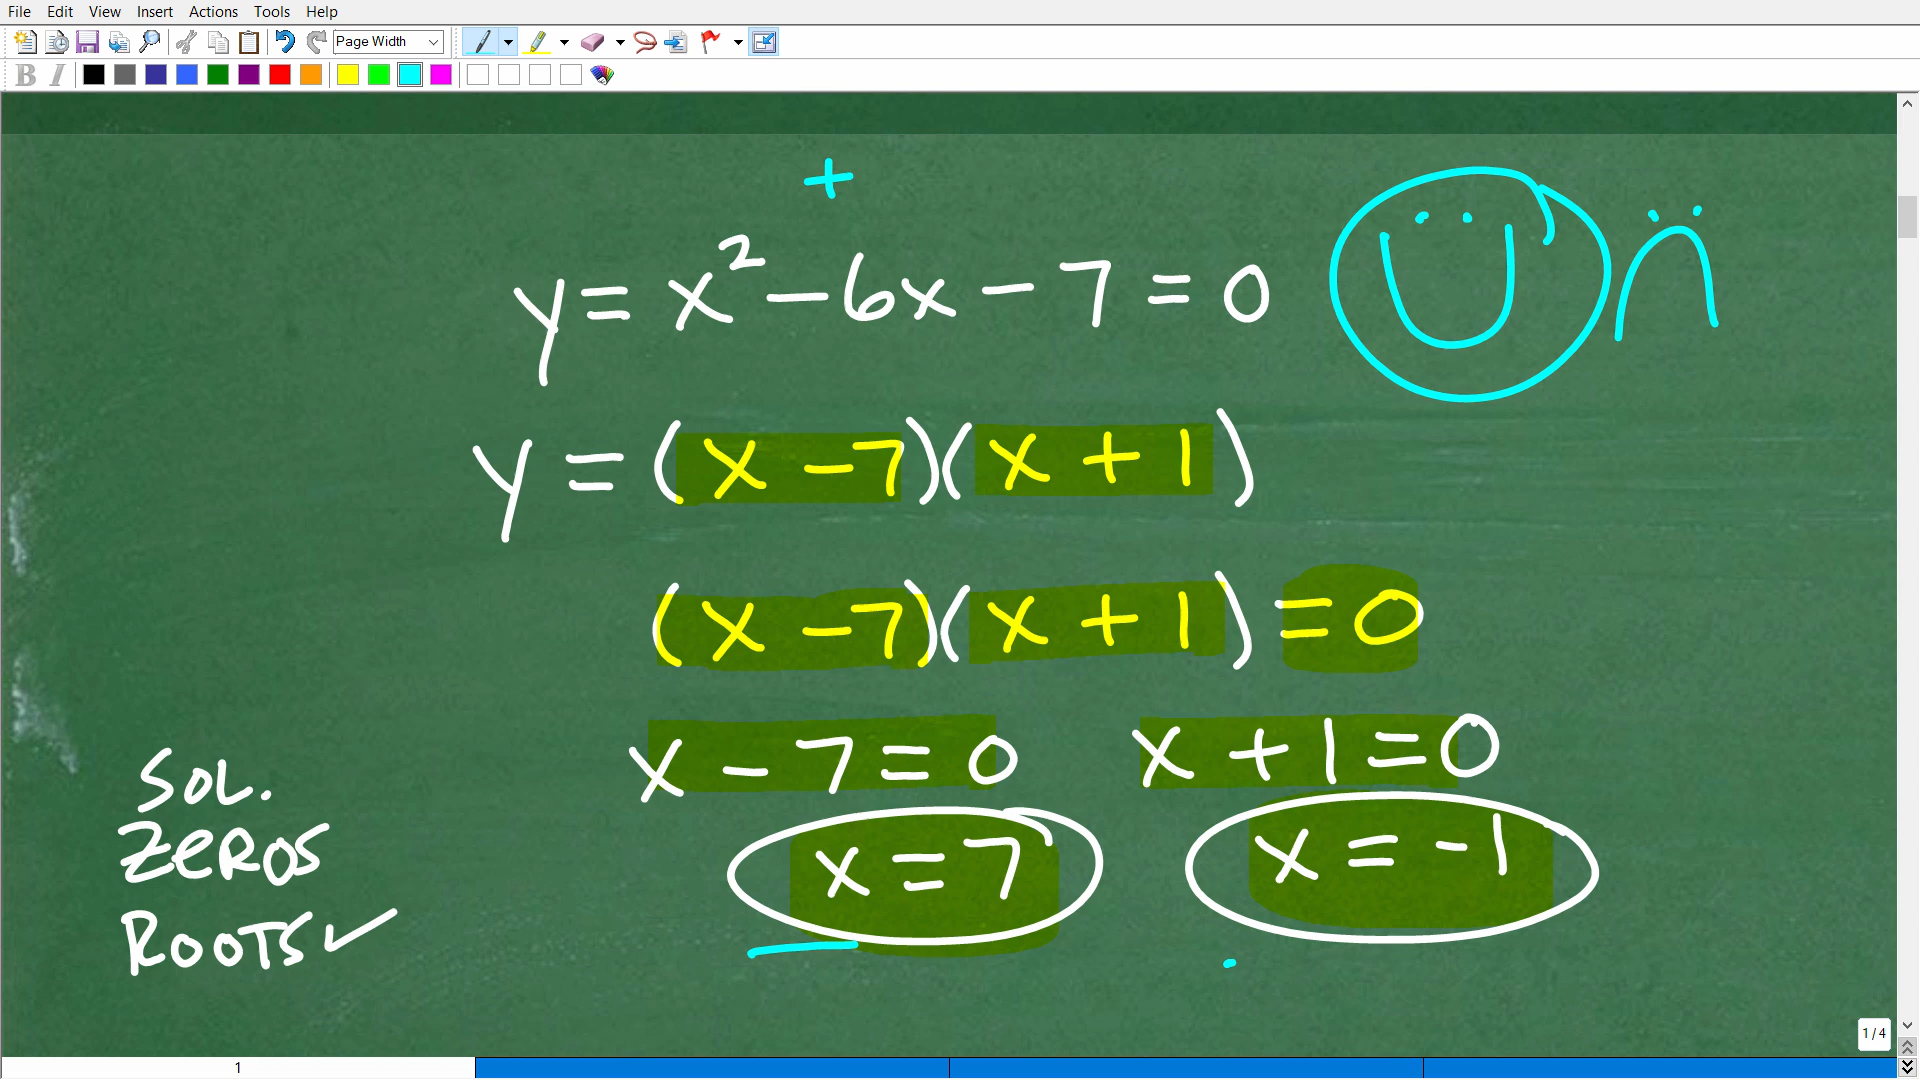 File Edit View Insert Actions Tools Help
Page Width
B I
+
y = x² - 6x - 7 = 0
y = (x - 7)(x + 1)
(x - 7)(x + 1) = 0
x - 7 = 0 x + 1 = 0
x = 7 x = -1
SOL.
ZEROS
ROOTS✓
1 / 4
1